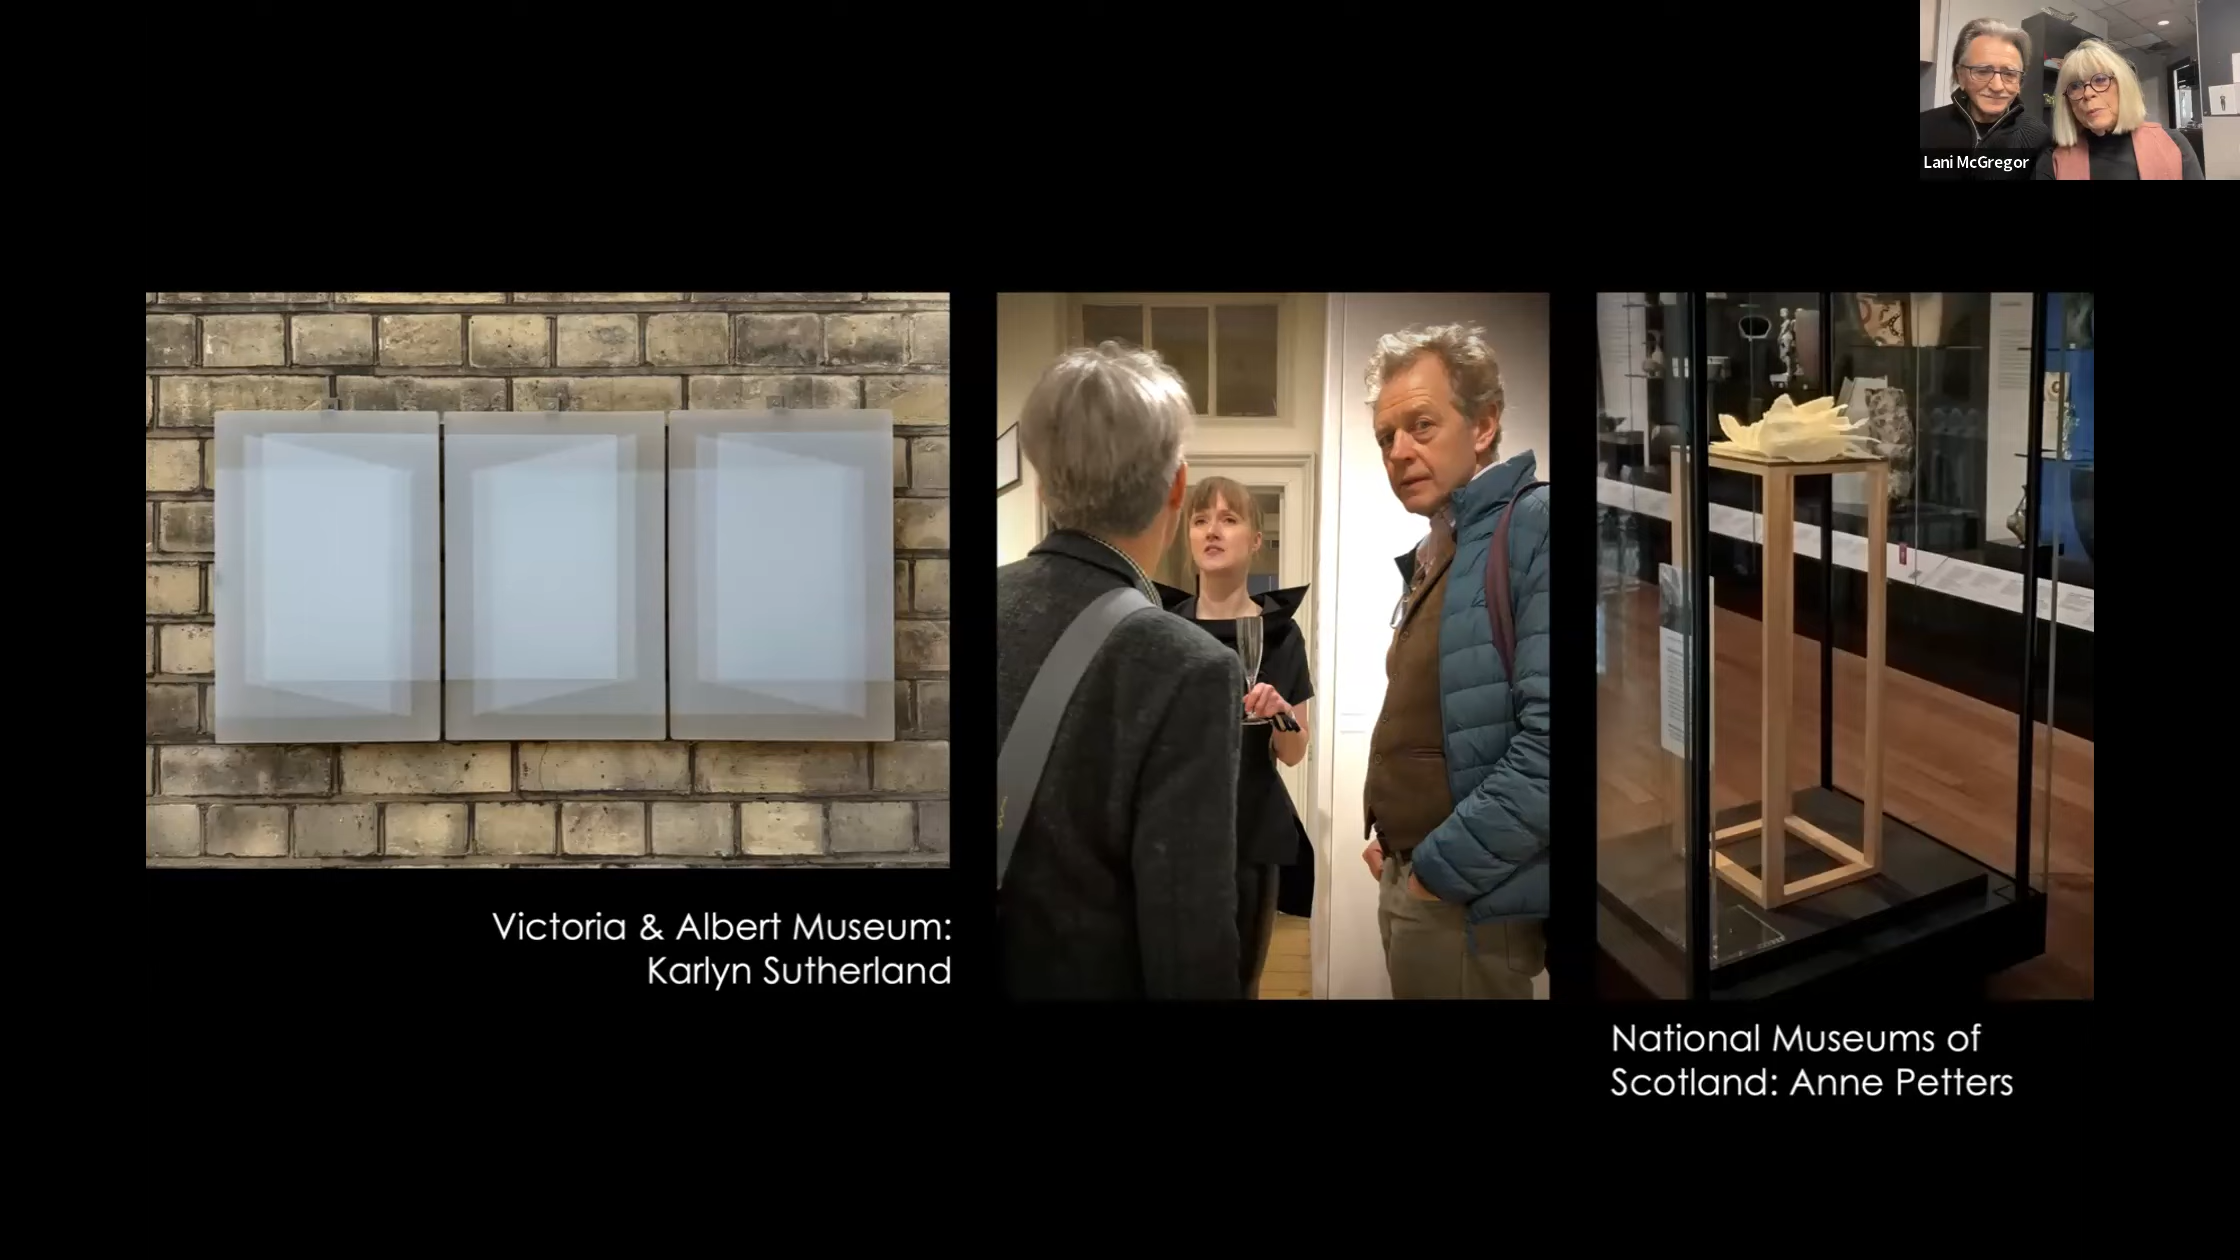 Lani McGregor
Victoria & Albert Museum:
Karlyn Sutherland
National Museums of
Scotland: Anne Petters